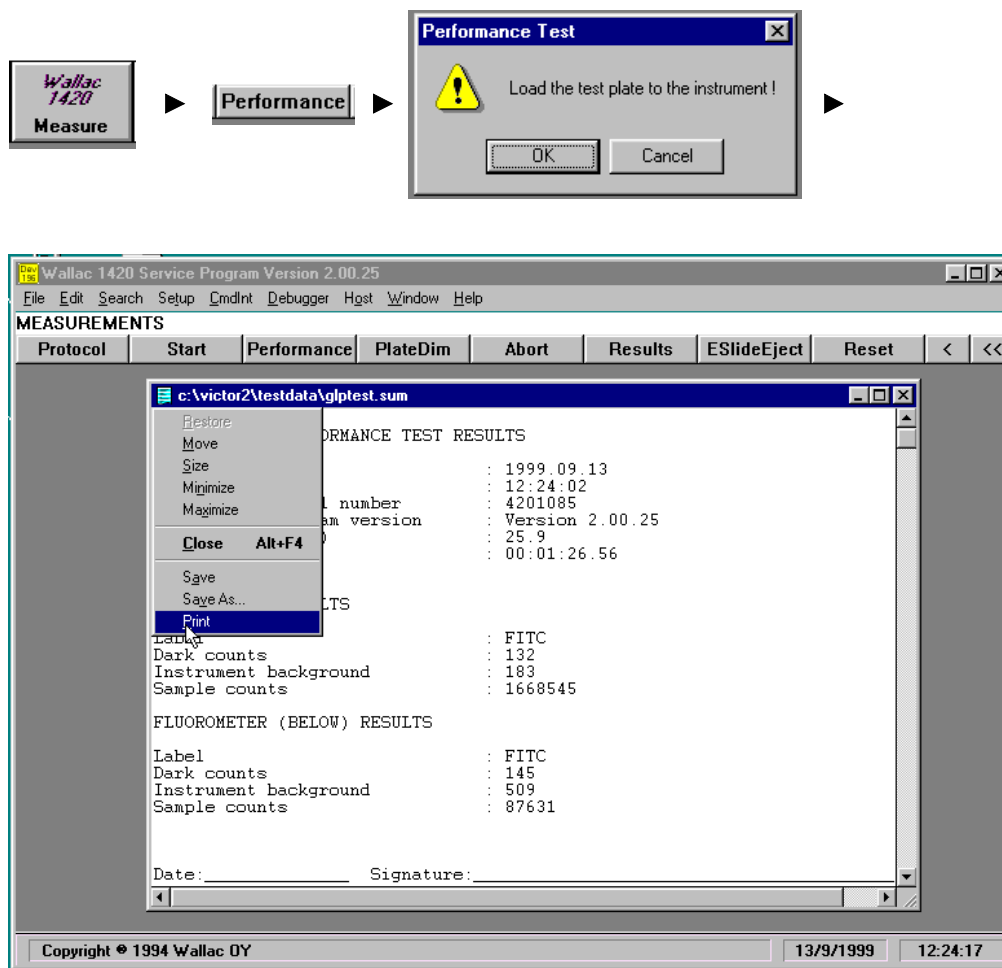 Wallac
1420
Measure
Performance
Performance Test
Load the test plate to the instrument !
OK
Cancel
Dev
196
Wallac 1420 Service Program Version 2.00.25
File Edit Search Setup CmdInt Debugger Host Window Help
MEASUREMENTS
Protocol Start Performance PlateDim Abort Results ESlideEject Reset < <<
c:\victor2\testdata\glptest.sum
Restore
Move
Size
Minimize
Maximize
Close Alt+F4
Save
Save As...
Print
ORMANCE TEST RESULTS
: 1999.09.13
: 12:24:02
l number : 4201085
am version : Version 2.00.25
) : 25.9
: 00:01:26.56
LTS
Label : FITC
Dark counts : 132
Instrument background : 183
Sample counts : 1668545
FLUOROMETER (BELOW) RESULTS
Label : FITC
Dark counts : 145
Instrument background : 509
Sample counts : 87631
Date:______________ Signature:______________
Copyright © 1994 Wallac OY 13/9/1999 12:24:17